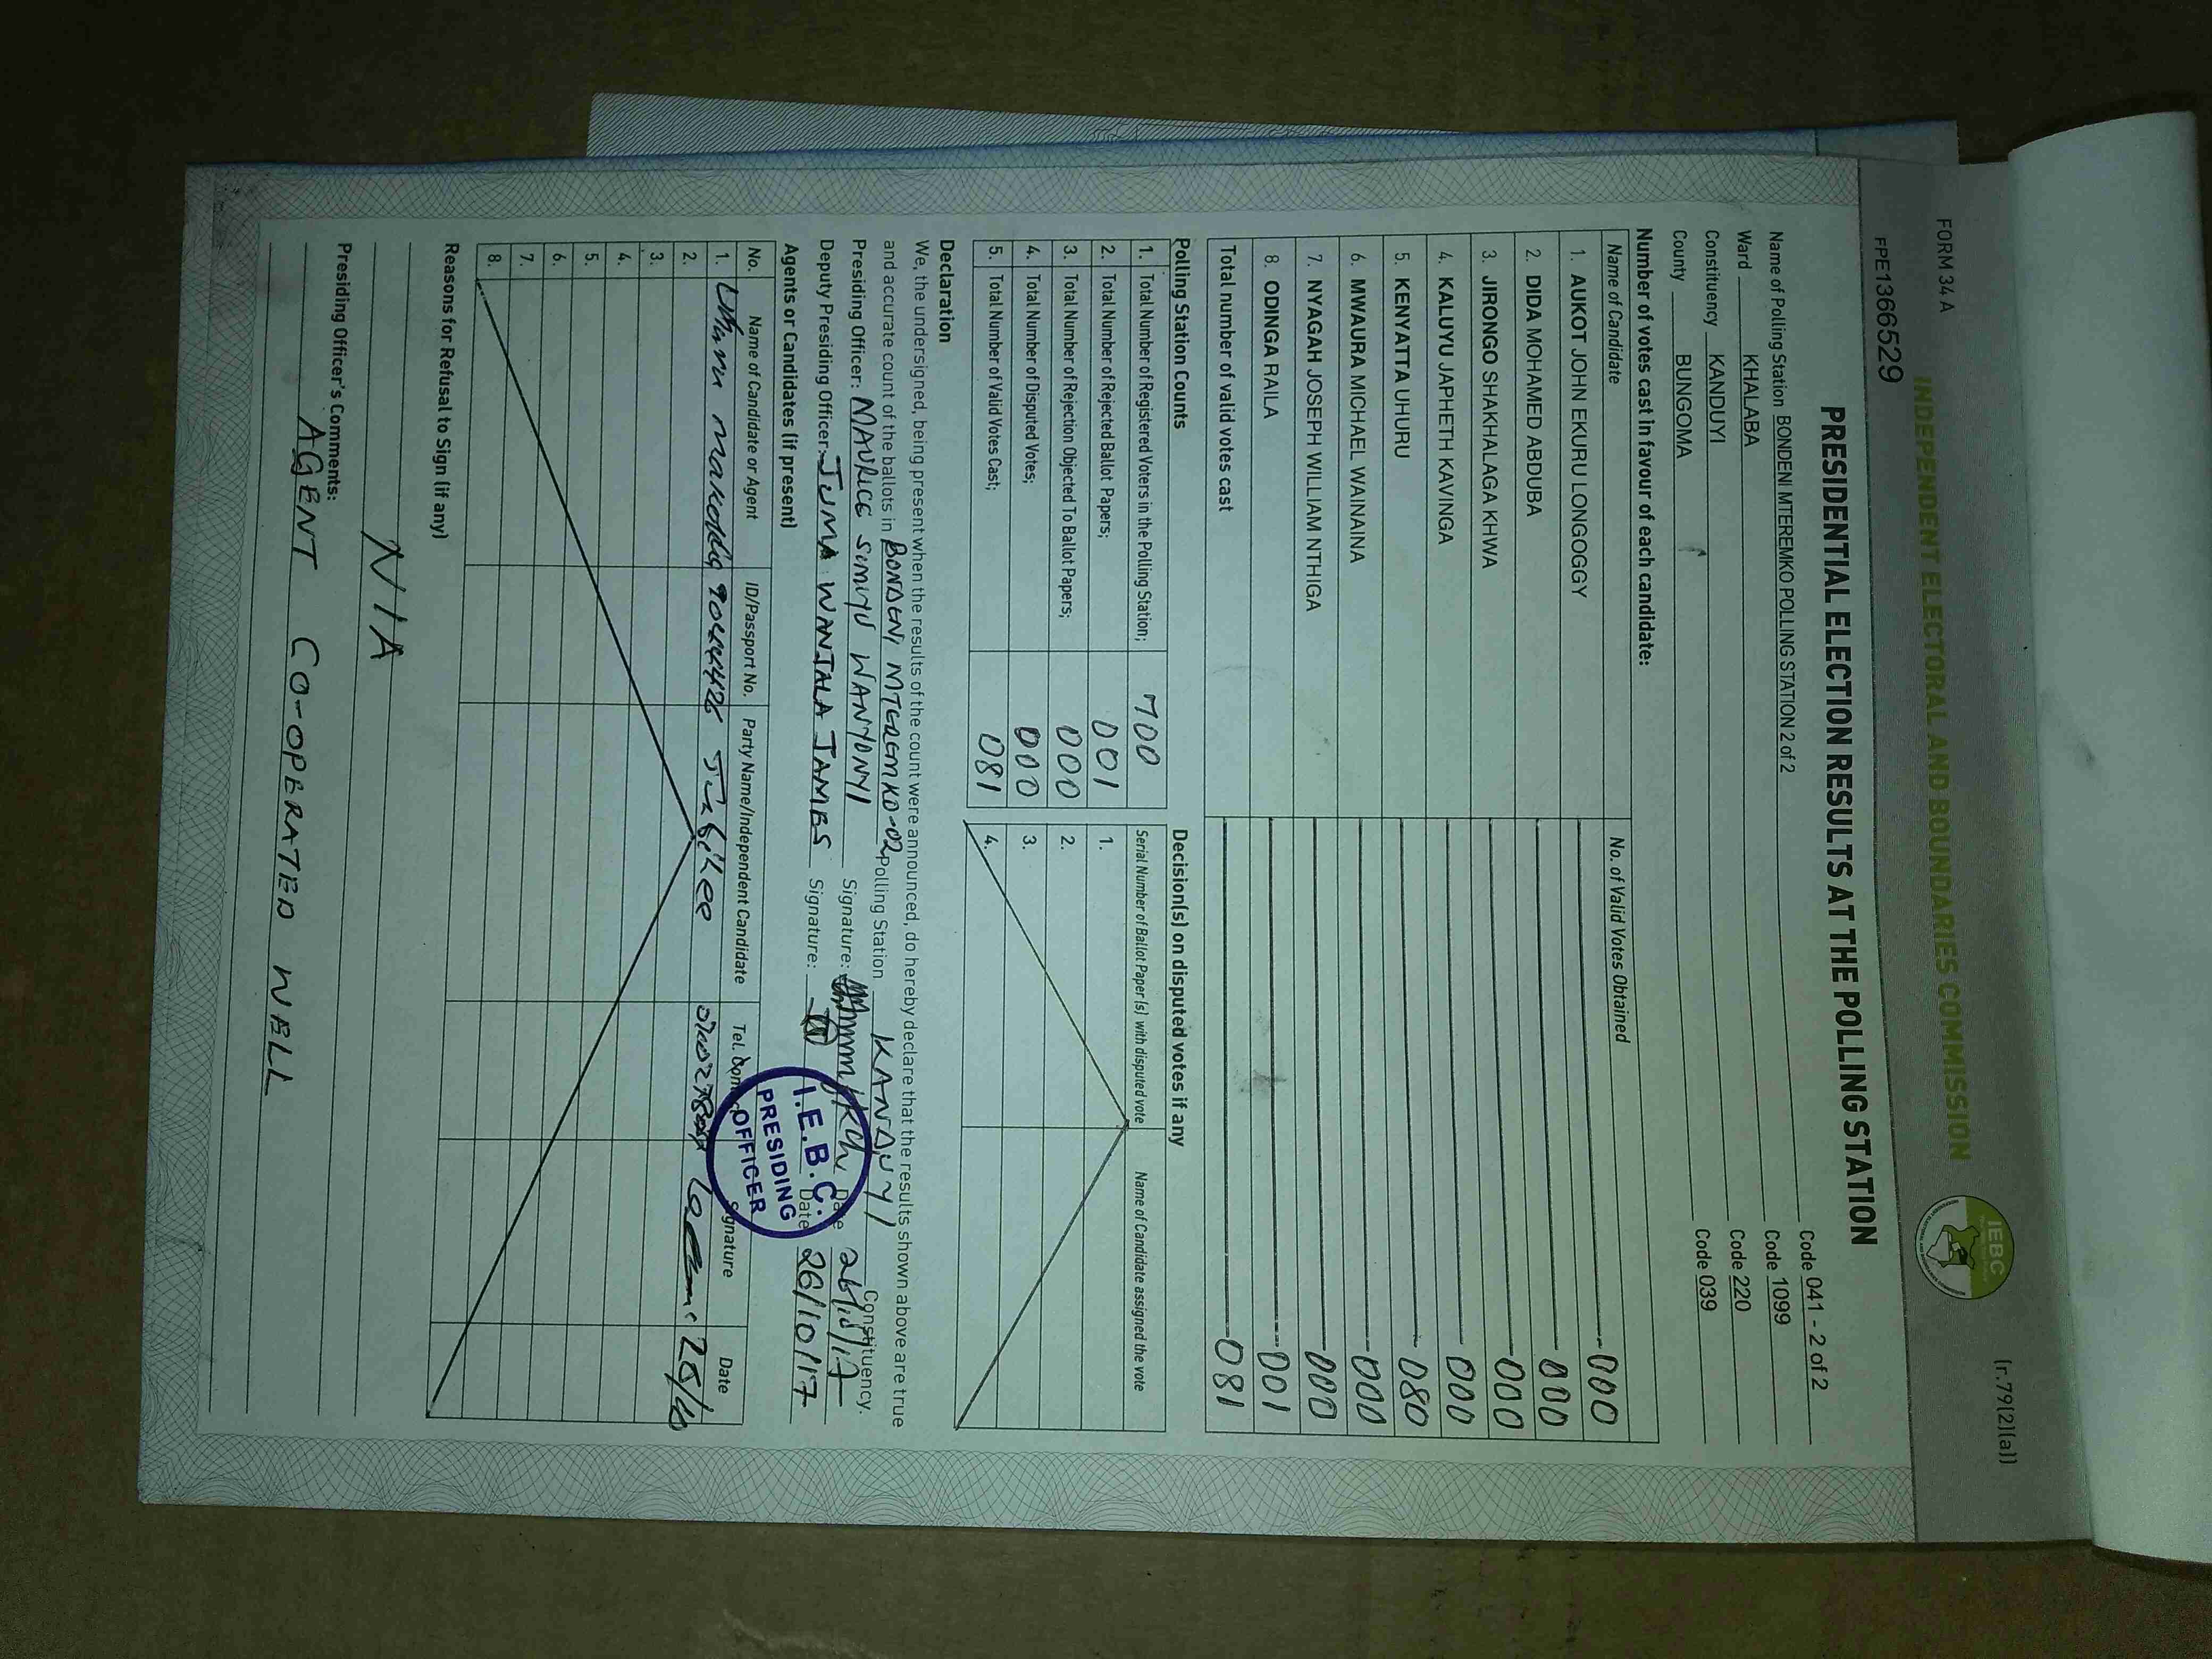 FORM 34 A
(r.79(2)(a))
INDEPENDENT ELECTORAL AND BOUNDARIES COMMISSION
IEBC
FPE1366529
PRESIDENTIAL ELECTION RESULTS AT THE POLLING STATION
Name of Polling Station BONDENI MTEREMKO POLLING STATION 2 of 2 Code 041 - 2 of 2
Ward KHALABA Code 1099
Constituency KANDUYI Code 220
County BUNGOMA Code 039
Number of votes cast in favour of each candidate:
Name of Candidate No. of Valid Votes Obtained
1. AUKOT JOHN EKURU LONGOGGY 000
2. DIDA MOHAMED ABDUBA 000
3. JIRONGO SHAKHALAGA KHWA 000
4. KALUYU JAPHETH KAVINGA 000
5. KENYATTA UHURU 080
6. MWAURA MICHAEL WAINAINA 000
7. NYAGAH JOSEPH WILLIAM NTHIGA 000
8. ODINGA RAILA 001
Total number of valid votes cast 081
Polling Station Counts
1. Total Number of Registered Voters in the Polling Station; 700
2. Total Number of Rejected Ballot Papers; 001
3. Total Number of Rejection Objected To Ballot Papers; 000
4. Total Number of Disputed Votes; 000
5. Total Number of Valid Votes Cast; 081
Decision(s) on disputed votes if any
Serial Number of Ballot Paper (s) with disputed vote Name of Candidate assigned the vote
1.
2.
3.
4.
Declaration
We, the undersigned, being present when the results of the count were announced, do hereby declare that the results shown above are true
and accurate count of the ballots in BONDENI MTEREMKO-02 Polling Station KANDUYI Constituency.
Presiding Officer: MAURICE SIMIYU WANYONYI Signature: Date 26/10/17
Deputy Presiding Officer: JUMA WANJALA JAMES Signature: Date 26/10/17
I.E.B.C.
PRESIDING
OFFICER
Agents or Candidates (if present)
No. Name of Candidate or Agent ID/Passport No. Party Name/Independent Candidate Tel. Signature Date
1. Jubilee
2.
3.
4.
5.
6.
7.
8.
Reasons for Refusal to Sign (if any)
N/A
Presiding Officer's Comments:
AGENT CO-OPERATED WELL